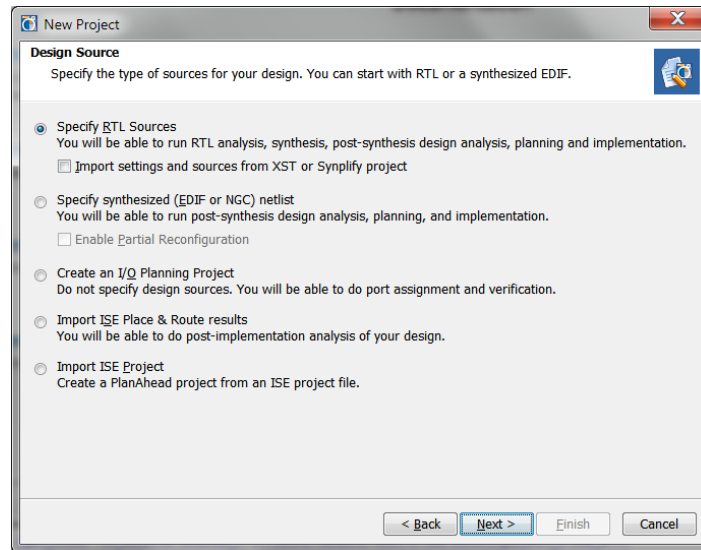 New Project
Design Source
Specify the type of sources for your design. You can start with RTL or a synthesized EDIF.
Specify RTL Sources
You will be able to run RTL analysis, synthesis, post-synthesis design analysis, planning and implementation.
Import settings and sources from XST or Synplify project
Specify synthesized (EDIF or NGC) netlist
You will be able to run post-synthesis design analysis, planning, and implementation.
Enable Partial Reconfiguration
Create an I/O Planning Project
Do not specify design sources. You will be able to do port assignment and verification.
Import ISE Place & Route results
You will be able to do post-implementation analysis of your design.
Import ISE Project
Create a PlanAhead project from an ISE project file.
< Back Next > Finish Cancel